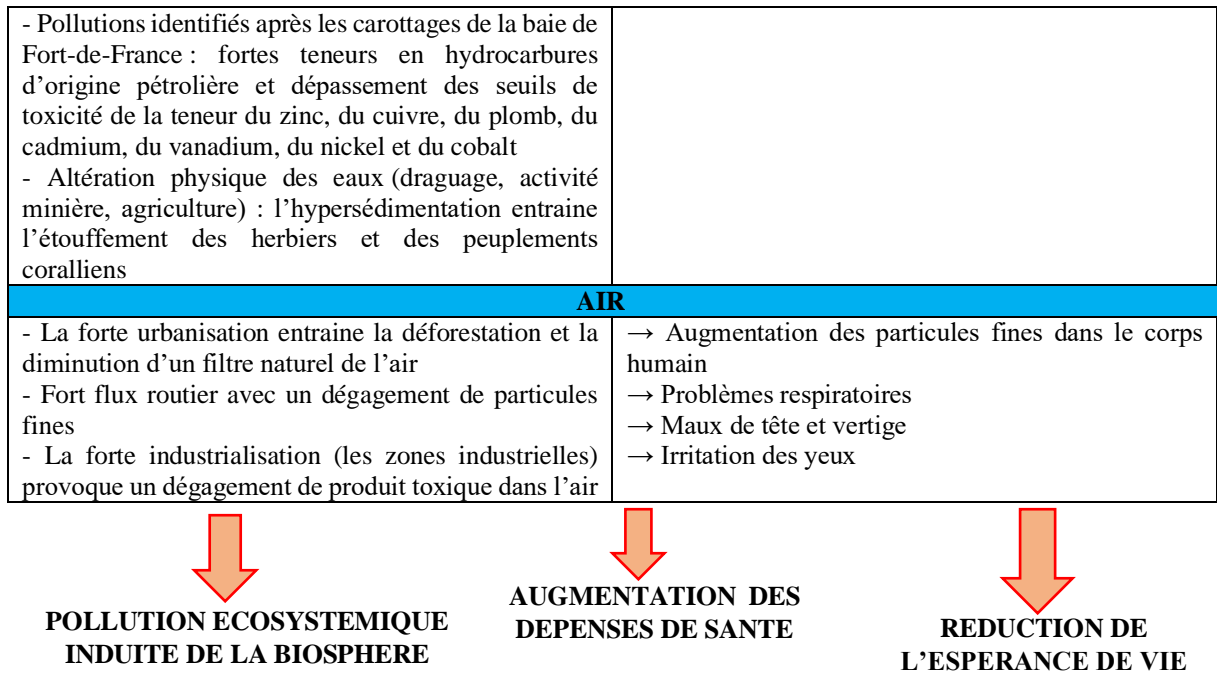 - Pollutions identifiés après les carottages de la baie de
Fort-de-France : fortes teneurs en hydrocarbures
d’origine pétrolière et dépassement des seuils de
toxicité de la teneur du zinc, du cuivre, du plomb, du
cadmium, du vanadium, du nickel et du cobalt
- Altération physique des eaux (draguage, activité
minière, agriculture) : l’hypersédimentation entraine
l’étouffement des herbiers et des peuplements
coralliens
AIR
- La forte urbanisation entraine la déforestation et la
diminution d’un filtre naturel de l’air
- Fort flux routier avec un dégagement de particules
fines
- La forte industrialisation (les zones industrielles)
provoque un dégagement de produit toxique dans l’air
→ Augmentation des particules fines dans le corps
humain
→ Problèmes respiratoires
→ Maux de tête et vertige
→ Irritation des yeux
POLLUTION ECOSYSTEMIQUE
INDUITE DE LA BIOSPHERE
AUGMENTATION DES
DEPENSES DE SANTE
REDUCTION DE
L’ESPERANCE DE VIE